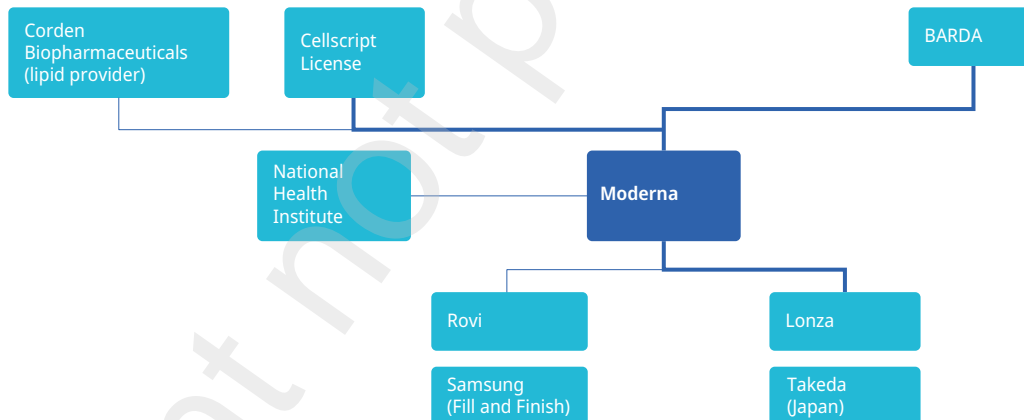 Corden
Biopharmaceuticals
(lipid provider)
Cellscript
License
BARDA
National
Health
Institute
Moderna
Rovi
Lonza
Samsung
(Fill and Finish)
Takeda
(Japan)
not p